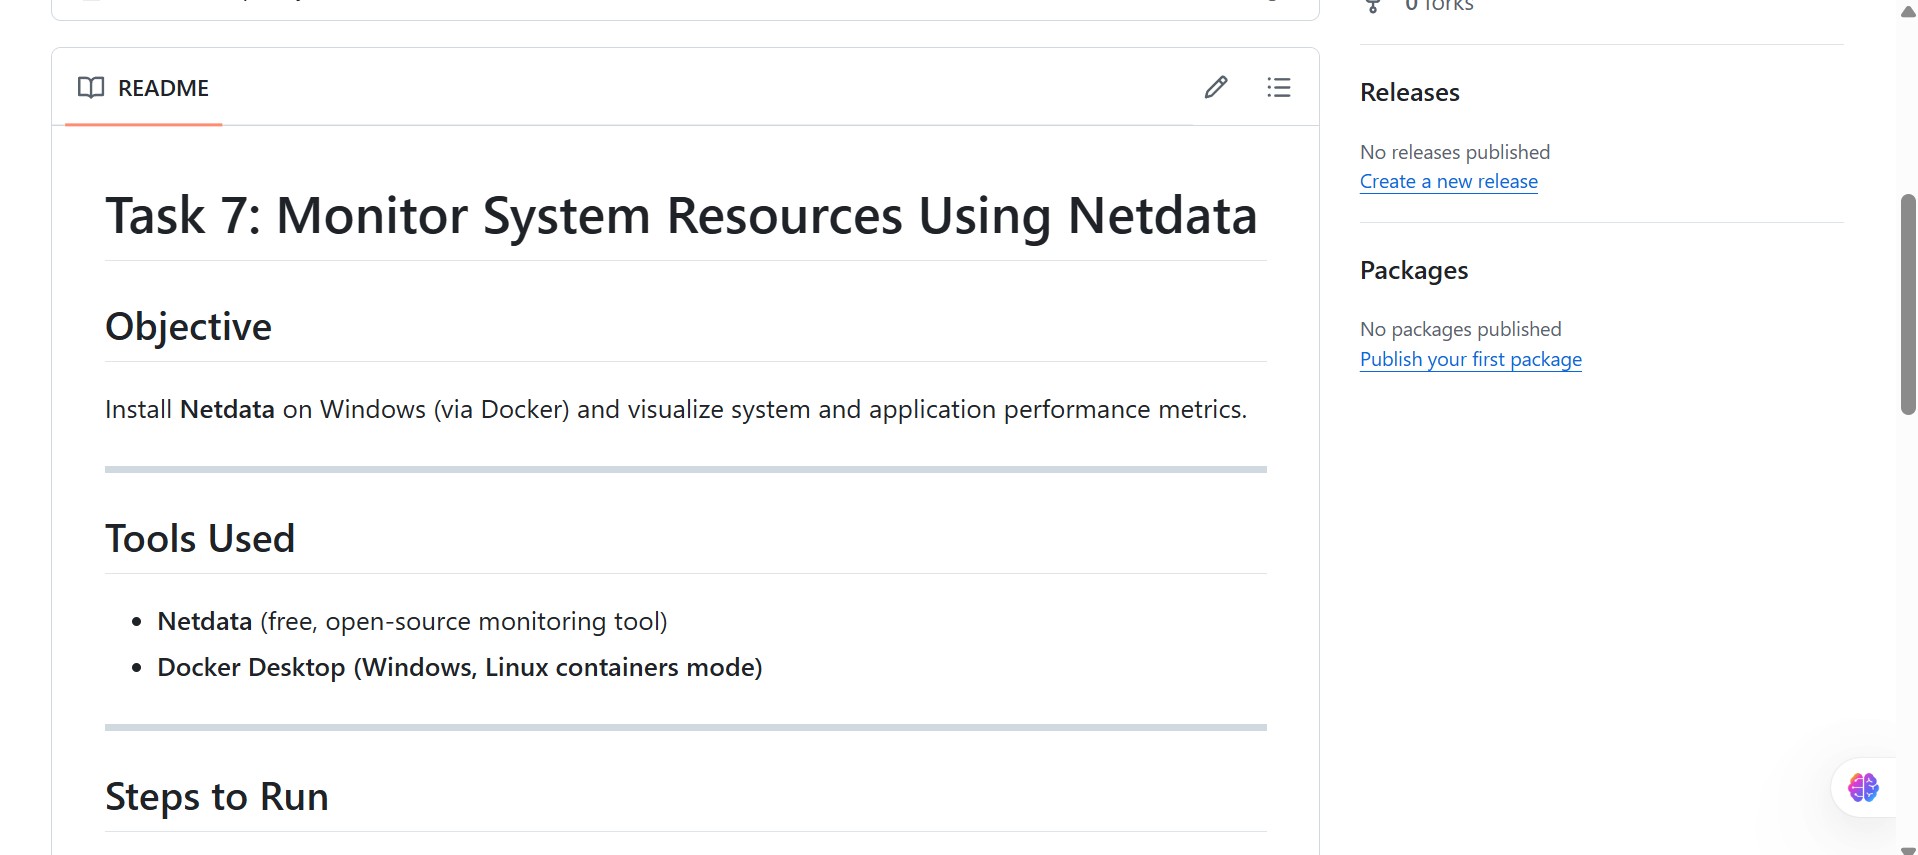 0 forks
README
Task 7: Monitor System Resources Using Netdata
Objective
Install Netdata on Windows (via Docker) and visualize system and application performance metrics.
Tools Used
Netdata (free, open-source monitoring tool)
Docker Desktop (Windows, Linux containers mode)
Steps to Run
Releases
No releases published
Create a new release
Packages
No packages published
Publish your first package